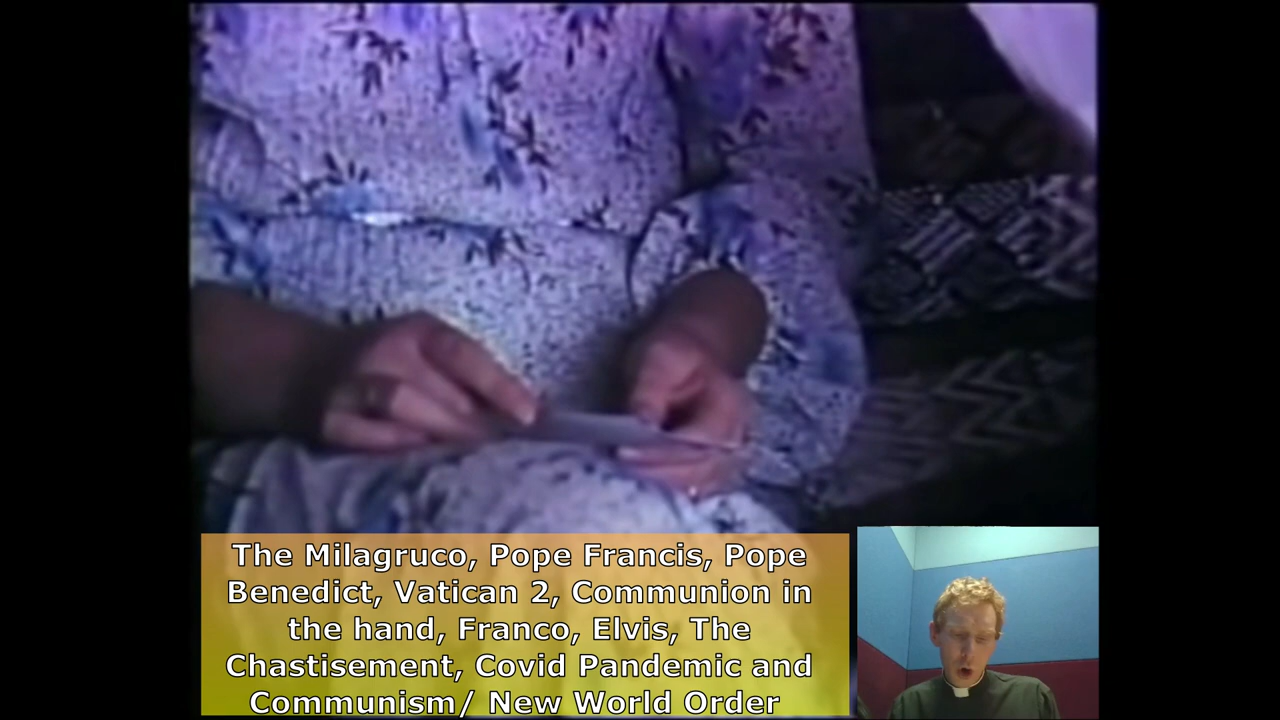 The Milagruco, Pope Francis, Pope
Benedict, Vatican 2, Communion in
the hand, Franco, Elvis, The
Chastisement, Covid Pandemic and
Communism/ New World Order